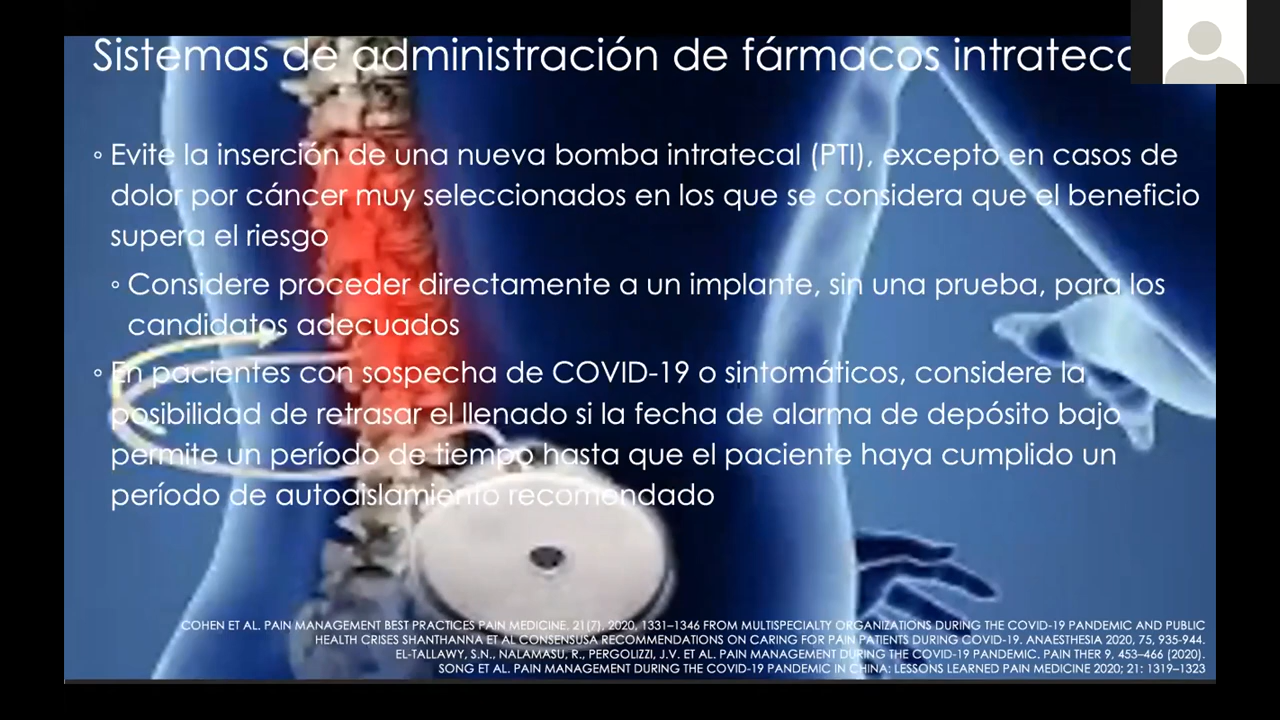 Sistemas de administración de fármacos intratec
◦ Evite la inserción de una nueva bomba intratecal (PTI), excepto en casos de
dolor por cáncer muy seleccionados en los que se considera que el beneficio
supera el riesgo
◦ Considere proceder directamente a un implante, sin una prueba, para los
candidatos adecuados
◦ En pacientes con sospecha de COVID-19 o sintomáticos, considere la
posibilidad de retrasar el llenado si la fecha de alarma de depósito bajo
permite un período de tiempo hasta que el paciente haya cumplido un
período de autoaislamiento recomendado
COHEN ET AL. PAIN MANAGEMENT BEST PRACTICES PAIN MEDICINE. 21(7), 2020, 1331–1346 FROM MULTISPECIALTY ORGANIZATIONS DURING THE COVID-19 PANDEMIC AND PUBLIC
HEALTH CRISES SHANTHANNA ET AL CONSENSUSA RECOMMENDATIONS ON CARING FOR PAIN PATIENTS DURING COVID-19. ANAESTHESIA 2020, 75, 935-944.
EL-TALLAWY, S.N., NALAMASU, R., PERGOLIZZI, J.V. ET AL. PAIN MANAGEMENT DURING THE COVID-19 PANDEMIC. PAIN THER 9, 453–466 (2020).
SONG ET AL. PAIN MANAGEMENT DURING THE COVID-19 PANDEMIC IN CHINA: LESSONS LEARNED PAIN MEDICINE 2020; 21: 1319–1323